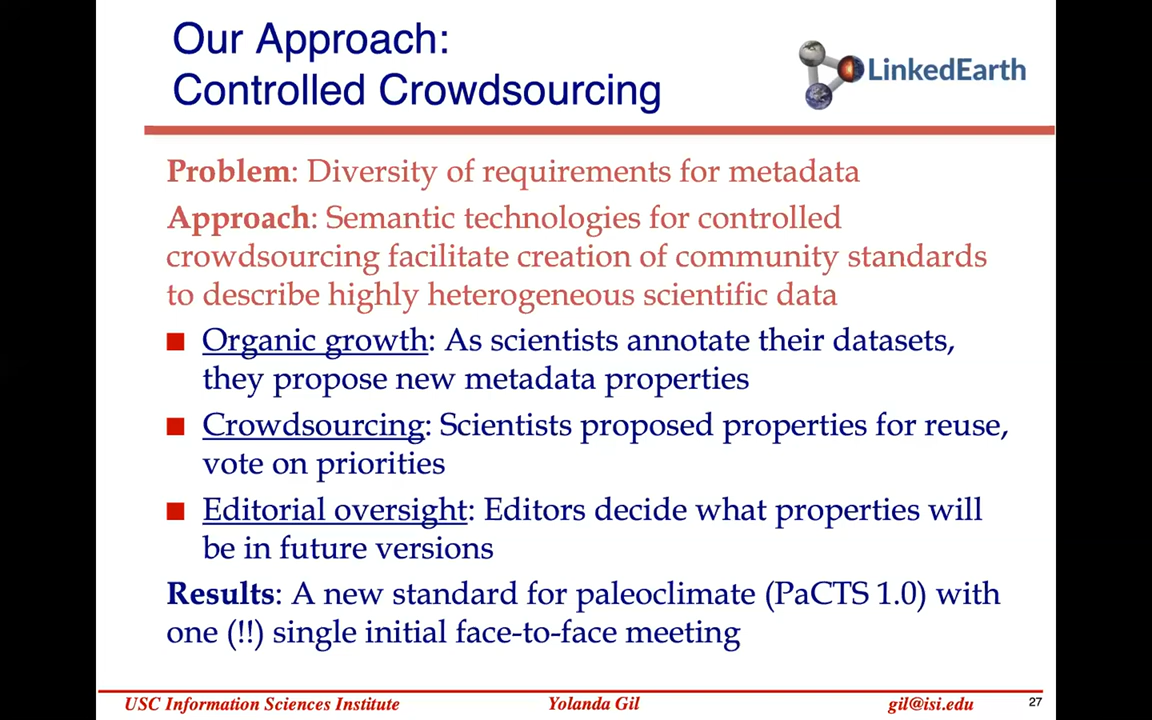 Our Approach:
Controlled Crowdsourcing
LinkedEarth
Problem: Diversity of requirements for metadata
Approach: Semantic technologies for controlled
crowdsourcing facilitate creation of community standards
to describe highly heterogeneous scientific data
■ Organic growth: As scientists annotate their datasets,
they propose new metadata properties
■ Crowdsourcing: Scientists proposed properties for reuse,
vote on priorities
■ Editorial oversight: Editors decide what properties will
be in future versions
Results: A new standard for paleoclimate (PaCTS 1.0) with
one (!!) single initial face-to-face meeting
USC Information Sciences Institute Yolanda Gil gil@isi.edu 27